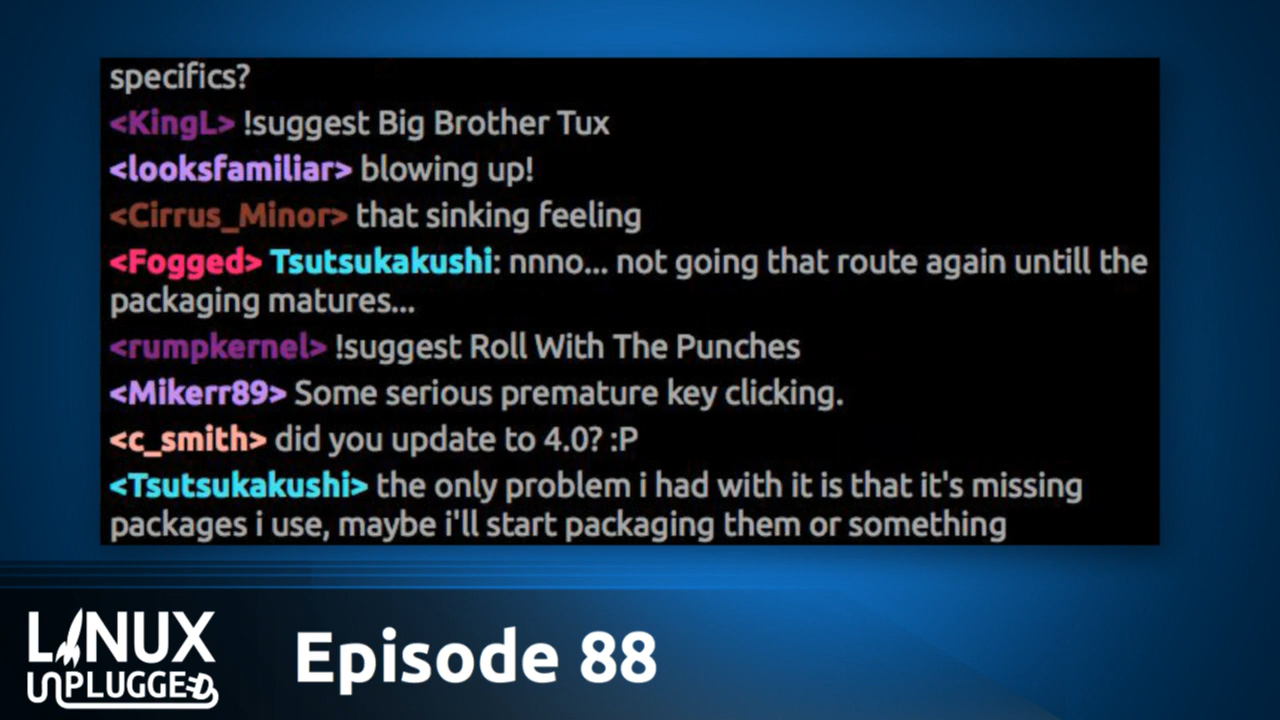 specifics?
<KingL> !suggest Big Brother Tux
<looksfamiliar> blowing up!
<Cirrus_Minor> that sinking feeling
<Fogged> Tsutsukakushi: nnno... not going that route again untill the
packaging matures...
<rumpkernel> !suggest Roll With The Punches
<Mikerr89> Some serious premature key clicking.
<c_smith> did you update to 4.0? :P
<Tsutsukakushi> the only problem i had with it is that it's missing
packages i use, maybe i'll start packaging them or something
LINUX
UNPLUGGED
Episode 88